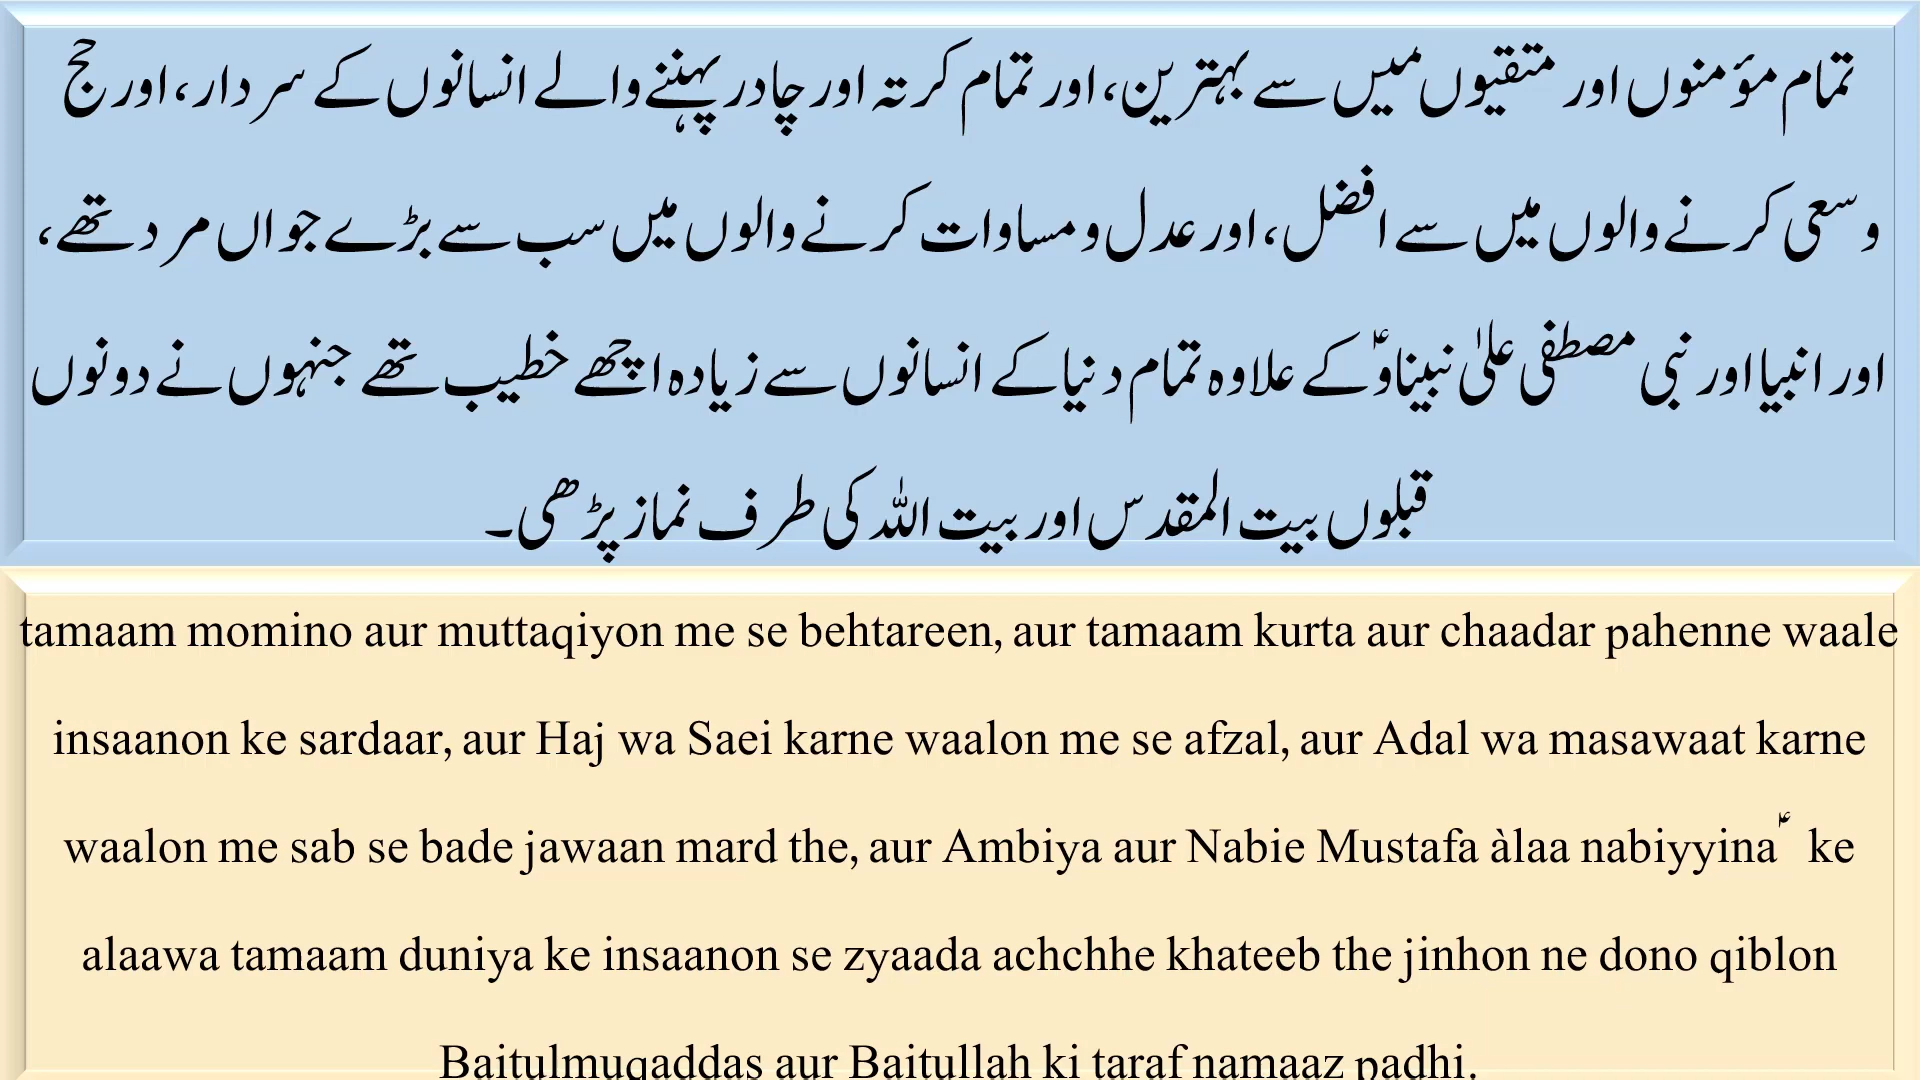 تمام مؤمنوں اور متقیوں میں سے بہترین، اور تمام کرتہ اور چادر پہننے والے انسانوں کے سردار، اور حج
وسعی کرنے والوں میں سے افضل، اور عدل و مساوات کرنے والوں میں سب سے بڑے جواں مرد تھے،
اور انبیا اور نبی مصطفی علیٰ نبیناوؑ کے علاوہ تمام دنیا کے انسانوں سے زیادہ اچھے خطیب تھے جنہوں نے دونوں
قبلوں بیت المقدس اور بیت اللہ کی طرف نماز پڑھی۔
tamaam momino aur muttaqiyon me se behtareen, aur tamaam kurta aur chaadar pahenne waale
insaanon ke sardaar, aur Haj wa Saei karne waalon me se afzal, aur Adal wa masawaat karne
waalon me sab se bade jawaan mard the, aur Ambiya aur Nabie Mustafa àlaa nabiyyinaؑ ke
alaawa tamaam duniya ke insaanon se zyaada achchhe khateeb the jinhon ne dono qiblon
Baitulmuqaddas aur Baitullah ki taraf namaaz padhi.